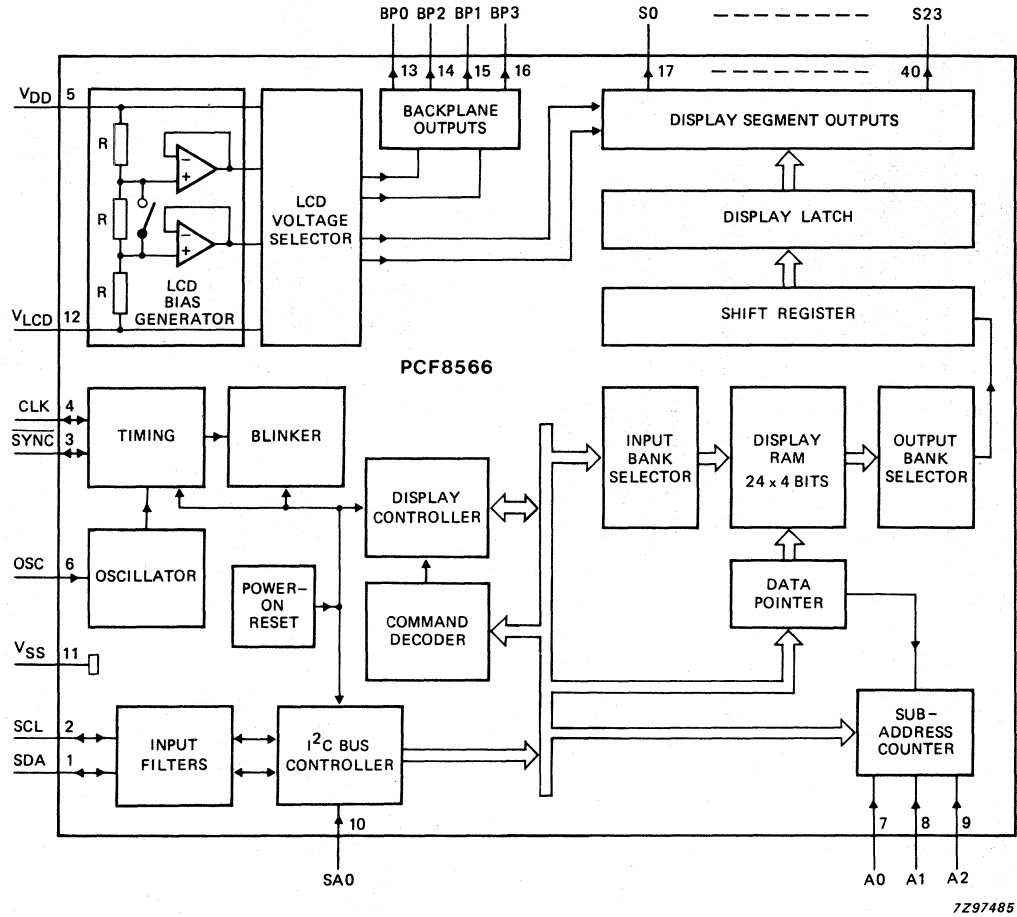 BP0 BP2 BP1 BP3 S0 S23
13 14 15 16 17 40
VDD 5
BACKPLANE
OUTPUTS
DISPLAY SEGMENT OUTPUTS
R
R
R
LCD
BIAS
GENERATOR
LCD
VOLTAGE
SELECTOR
DISPLAY LATCH
SHIFT REGISTER
VLCD 12
PCF8566
CLK 4
SYNC 3
TIMING
BLINKER
DISPLAY
CONTROLLER
INPUT
BANK
SELECTOR
DISPLAY
RAM
24 x 4 BITS
OUTPUT
BANK
SELECTOR
OSC 6
OSCILLATOR
POWER-
ON
RESET
COMMAND
DECODER
DATA
POINTER
VSS 11
SCL 2
SDA 1
INPUT
FILTERS
I2C BUS
CONTROLLER
SUB-
ADDRESS
COUNTER
10
7 8 9
SA0
A0 A1 A2
7Z97485